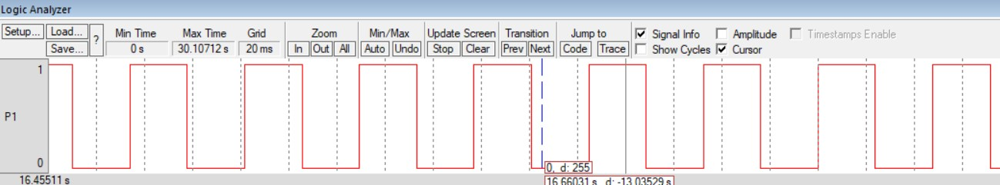 Logic Analyzer
Setup... Load... ? Min Time Max Time Grid Zoom Min/Max Update Screen Transition Jump to Signal Info Amplitude Timestamps Enable
Save... 0 s 30.10712 s 20 ms In Out All Auto Undo Stop Clear Prev Next Code Trace Show Cycles Cursor
1
P1
0
0, d: 255
16.45511 s 16.66031 s, d: -13.03529 s